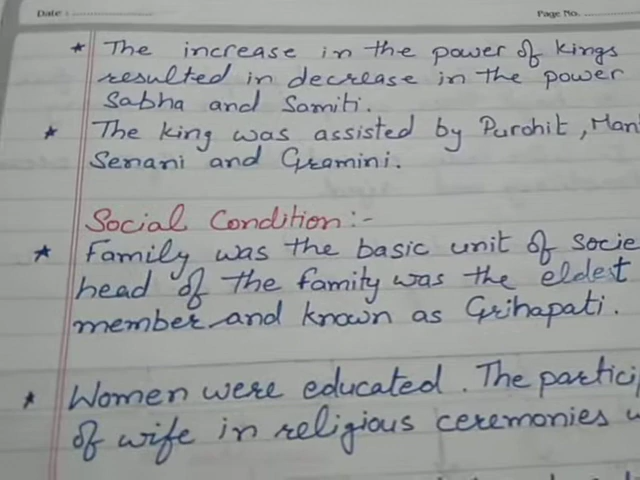 Date : Page No.
* The increase in the power of kings
resulted in decrease in the power
Sabha and Samiti.
* The king was assisted by Purohit, Man
Senani and Gramini.
Social Condition :-
* Family was the basic unit of socie
head of the family was the eldest
member and known as Grihapati.
* Women were educated. The partici
of wife in religious ceremonies